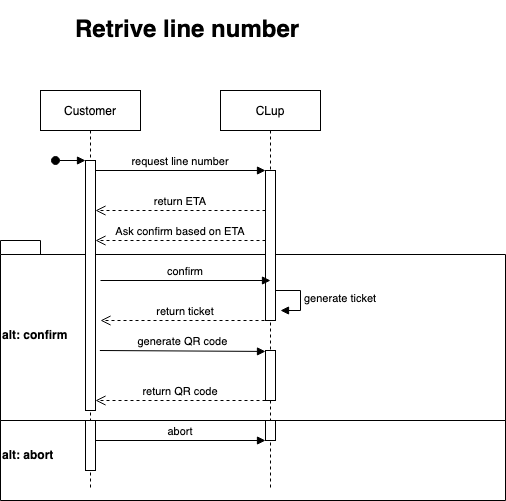 Retrive line number
Customer
CLup
request line number
return ETA
Ask confirm based on ETA
confirm
generate ticket
return ticket
alt: confirm
generate QR code
return QR code
abort
alt: abort